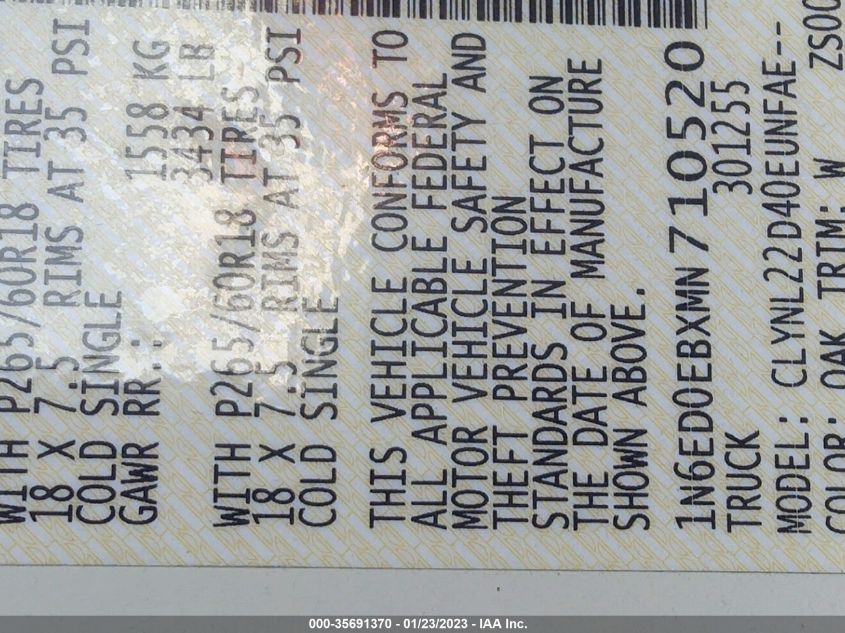 WITH P265/60R18 TIRES
18 X 7.5 RIMS AT 35 PSI
COLD SINGLE
GAWR RR.: 1558 KG
3434 LB
WITH P265/60R18 TIRES
18 X 7.5 RIMS AT 35 PSI
COLD SINGLE
THIS VEHICLE CONFORMS TO
ALL APPLICABLE FEDERAL
MOTOR VEHICLE SAFETY AND
THEFT PREVENTION
STANDARDS IN EFFECT ON
THE DATE OF MANUFACTURE
SHOWN ABOVE.
1N6ED0EBXMN710520
TRUCK 301255
MODEL: CLYNL22D40EUNFAE--
COLOR: OAK TRIM: W ZS00
000-35691370 / 01/23/2023 - IAA Inc.